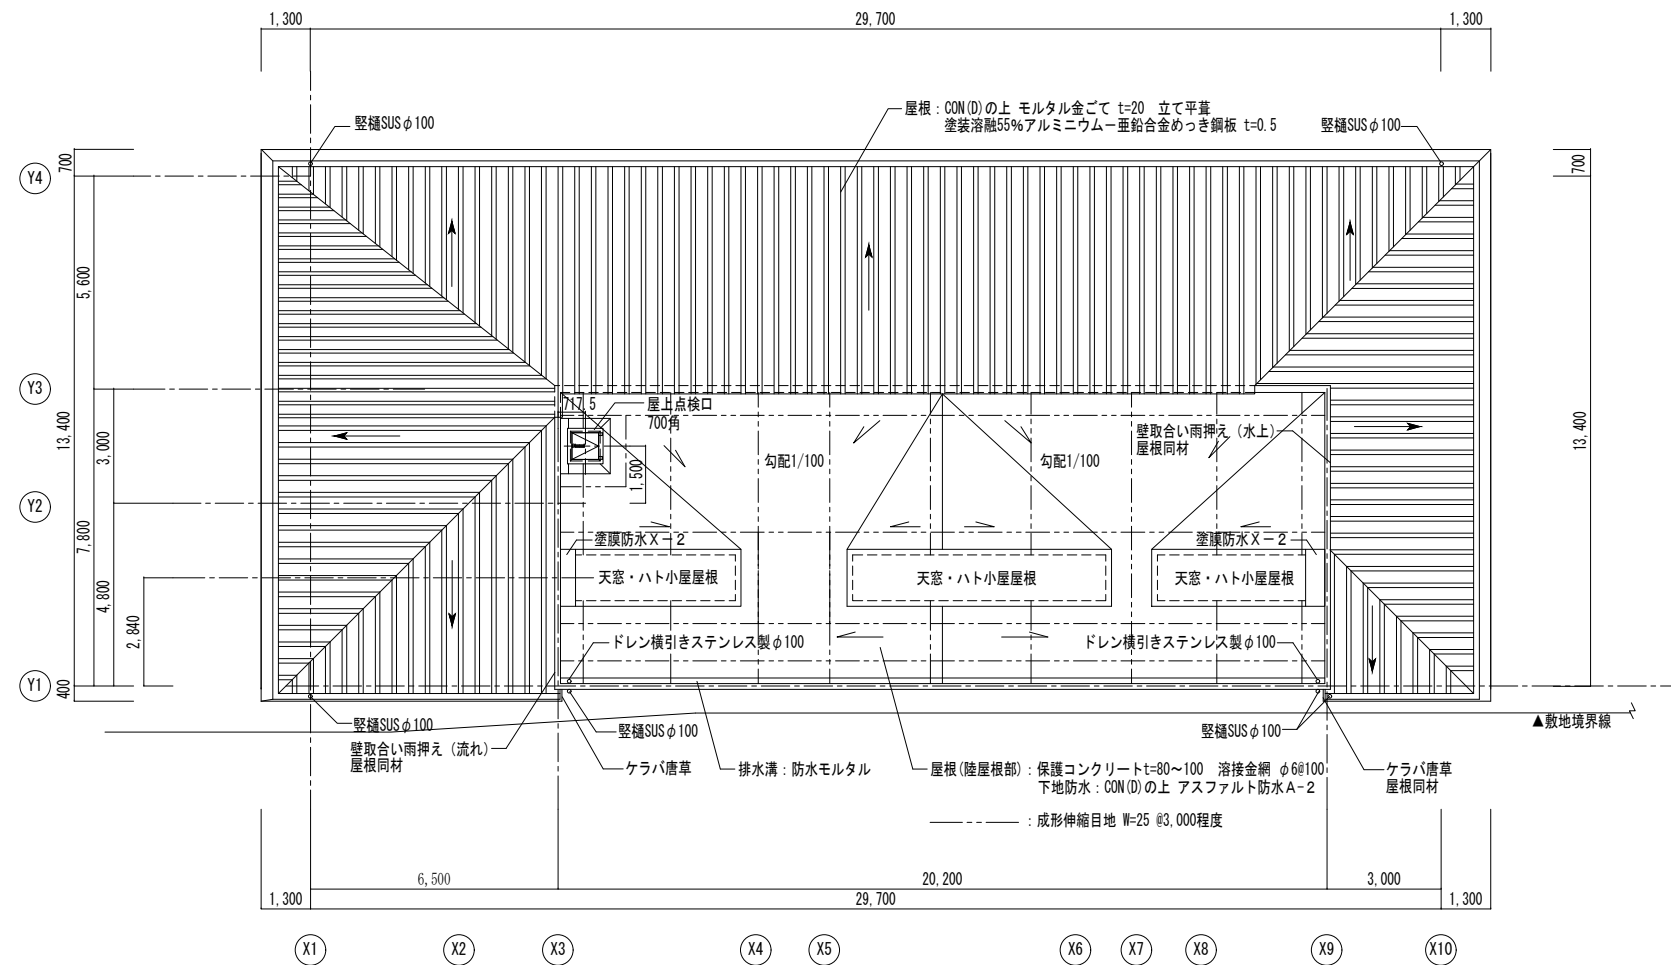 1,300
29,700
1,300
屋根：CON(D)の上 モルタル金ごて t=20 立て平葺
塗装溶融55%アルミニウムー亜鉛合金めっき鋼板 t=0.5
竪樋SUSφ100
竪樋SUSφ100
700
700
Y4
5,600
Y3
717.5
屋上点検口
700角
13,400
3,000
壁取合い雨押え（水上）
屋根同材
13,400
勾配1/100
勾配1/100
1,500
Y2
7,800
塗膜防水X－2
塗膜防水X－2
天窓・ハト小屋屋根
天窓・ハト小屋屋根
天窓・ハト小屋屋根
4,800
2,840
ドレン横引きステンレス製φ100
ドレン横引きステンレス製φ100
Y1
400
竪樋SUSφ100
竪樋SUSφ100
竪樋SUSφ100
▲敷地境界線
壁取合い雨押え（流れ）
屋根同材
ケラバ唐草
排水溝：防水モルタル
屋根(陸屋根部)：保護コンクリートt=80～100 溶接金網 φ6@100
下地防水：CON(D)の上 アスファルト防水A-2
ケラバ唐草
屋根同材
：成形伸縮目地 W=25 @3,000程度
6,500
20,200
3,000
1,300
29,700
1,300
X1
X2
X3
X4
X5
X6
X7
X8
X9
X10